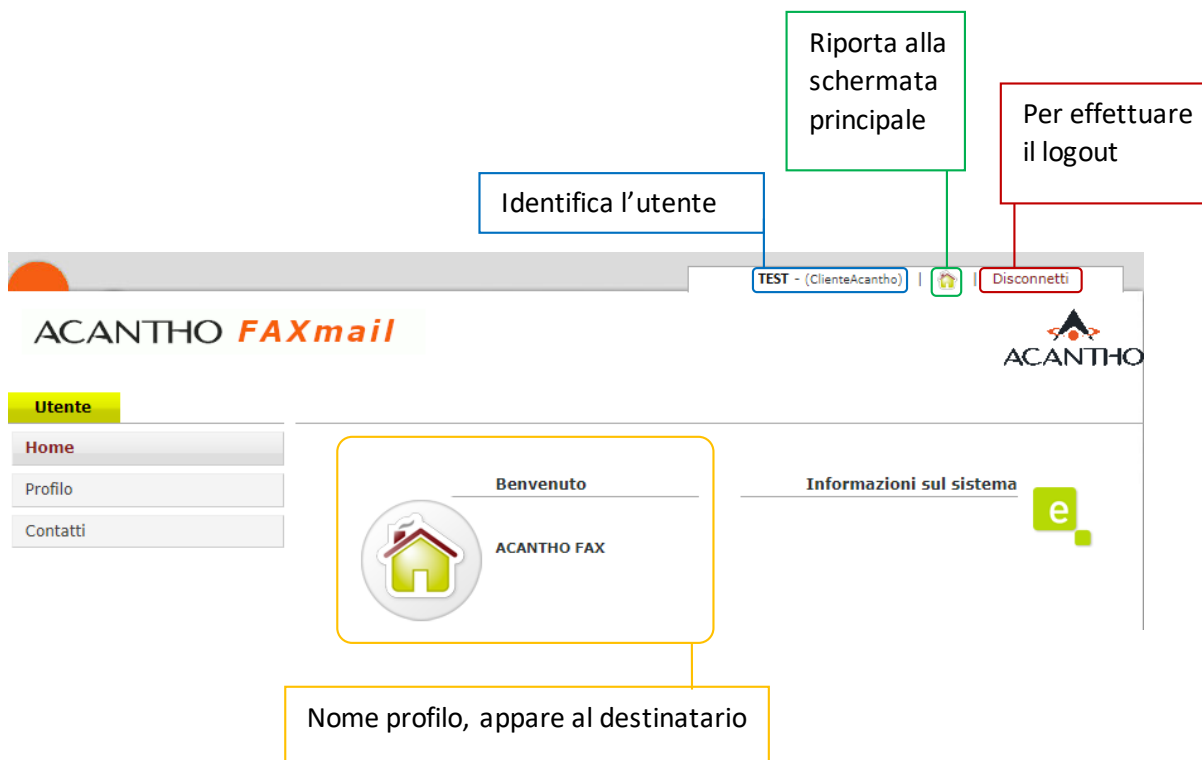 Riporta alla
schermata
principale
Per effettuare
il logout
Identifica l’utente
TEST - (ClienteAcantho) | | Disconnetti
ACANTHO FAXmail
ACANTHO
Utente
Home
Profilo
Contatti
Benvenuto
ACANTHO FAX
Informazioni sul sistema
e
Nome profilo, appare al destinatario